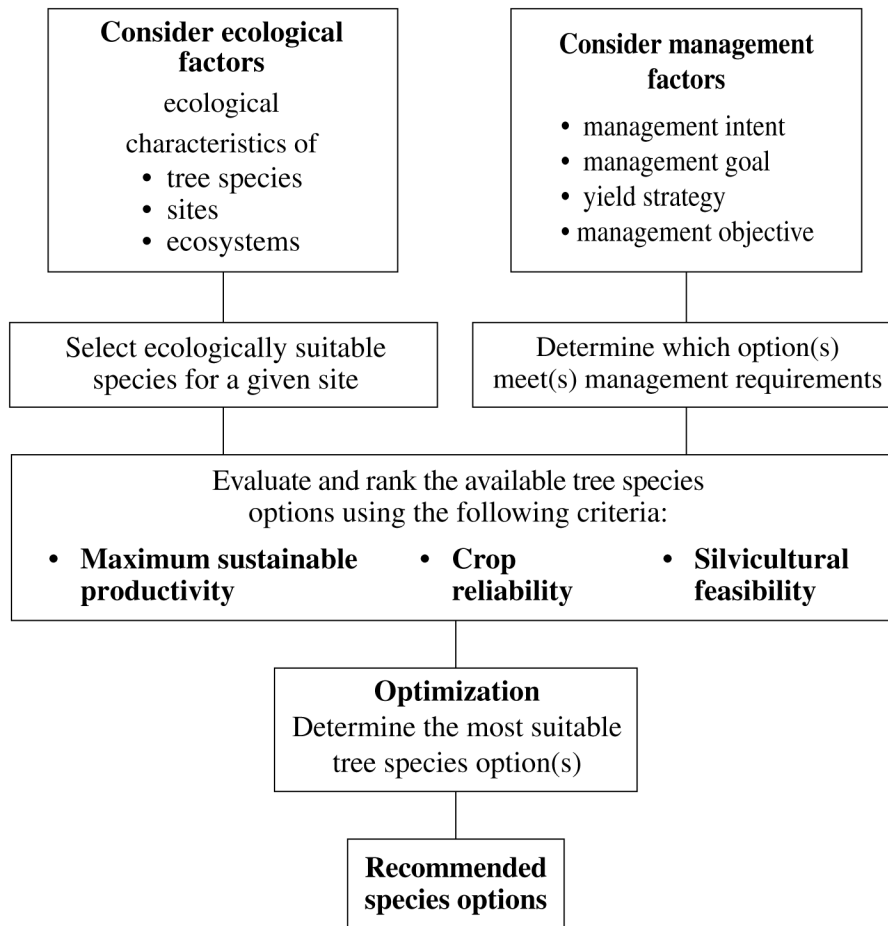 Consider ecological
factors
ecological
characteristics of
• tree species
• sites
• ecosystems
Consider management
factors
• management intent
• management goal
• yield strategy
• management objective
Select ecologically suitable
species for a given site
Determine which option(s)
meet(s) management requirements
Evaluate and rank the available tree species
options using the following criteria:
• Maximum sustainable
productivity
• Crop
reliability
• Silvicultural
feasibility
Optimization
Determine the most suitable
tree species option(s)
Recommended
species options